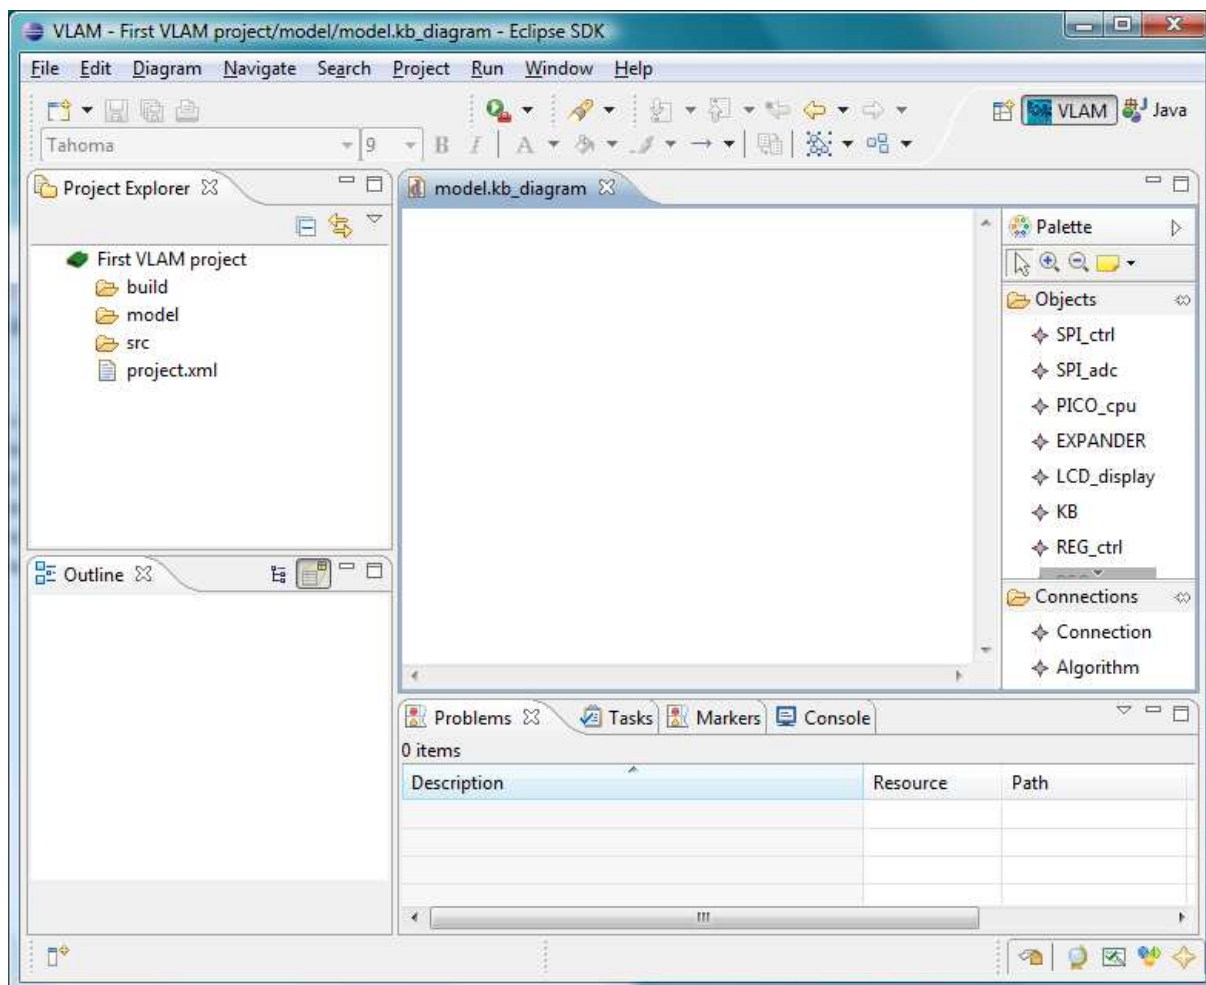 VLAM - First VLAM project/model/model.kb_diagram - Eclipse SDK
File Edit Diagram Navigate Search Project Run Window Help
VLAM Java
Tahoma 9 B I A
Project Explorer
First VLAM project
build
model
src
project.xml
Outline
model.kb_diagram
Palette
Objects
SPI_ctrl
SPI_adc
PICO_cpu
EXPANDER
LCD_display
KB
REG_ctrl
Connections
Connection
Algorithm
Problems Tasks Markers Console
0 items
Description Resource Path